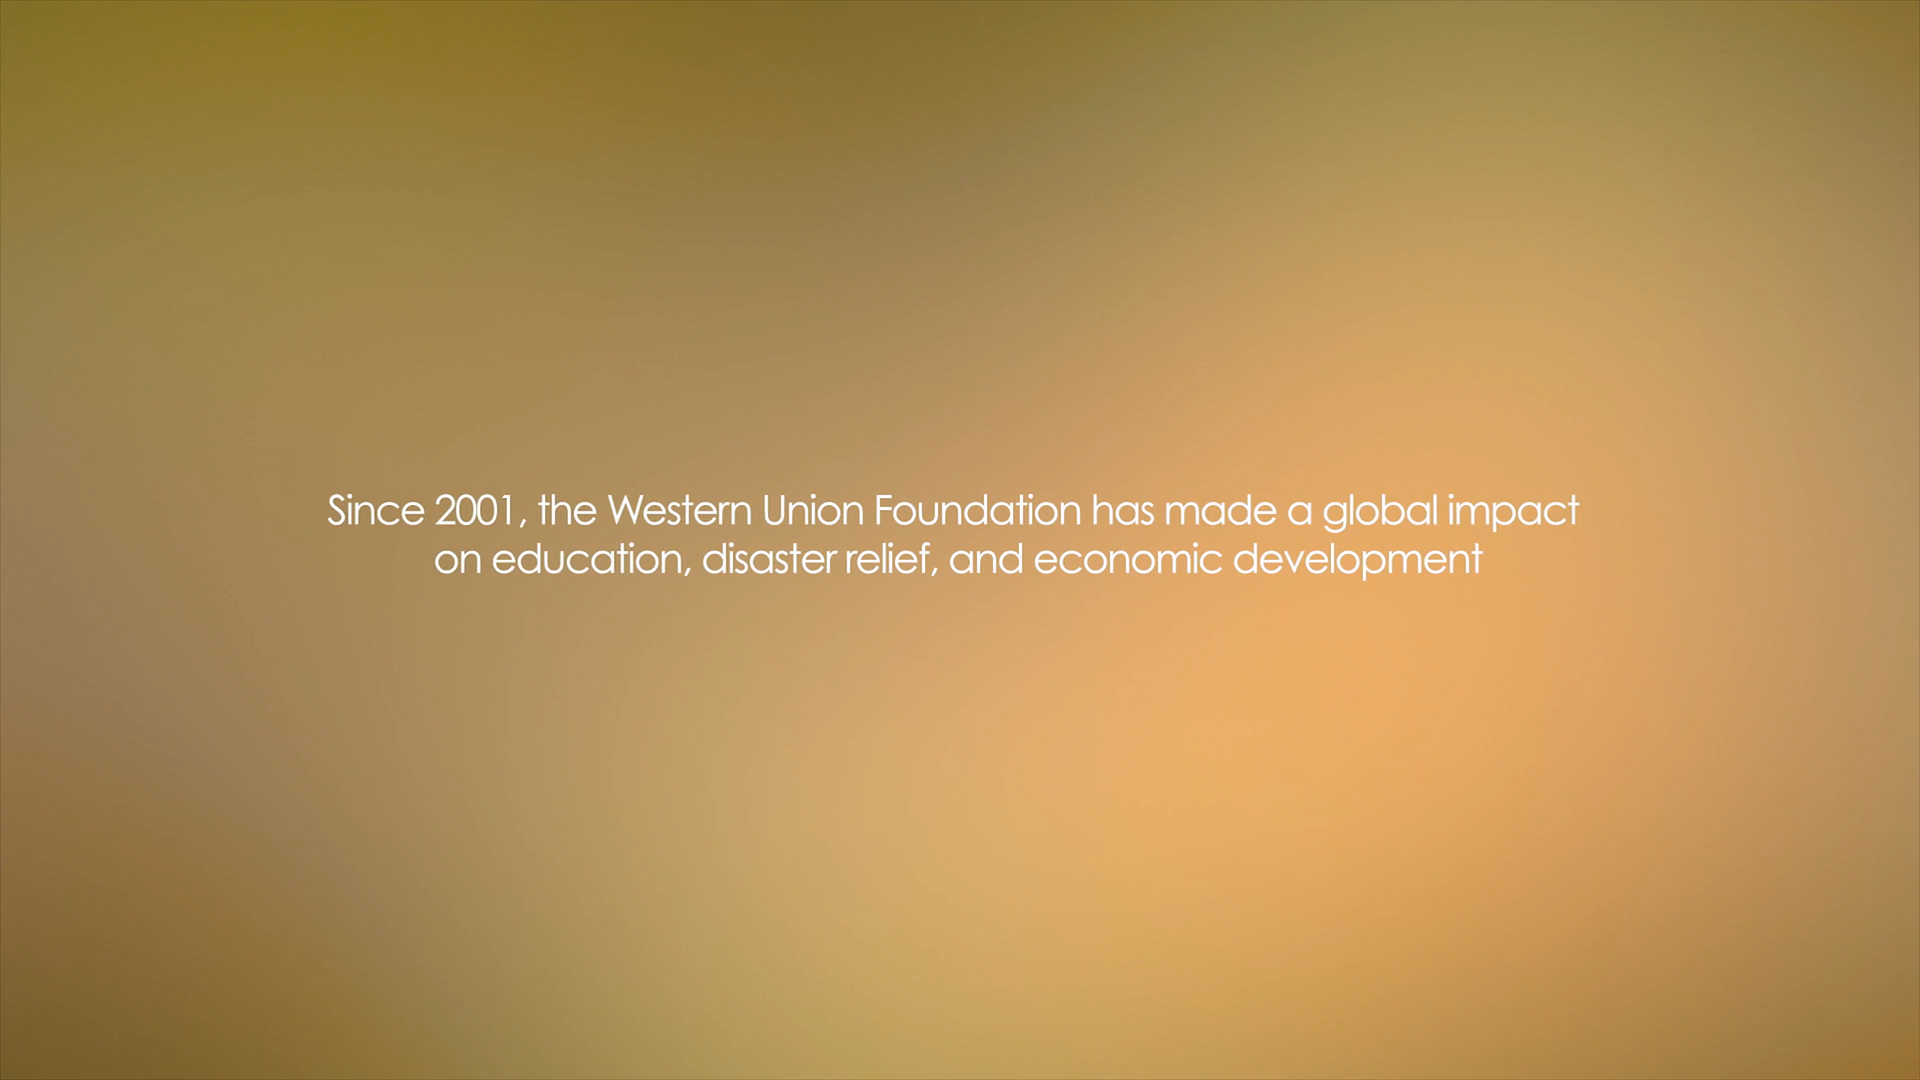 Since 2001, the Western Union Foundation has made a global impact
on education, disaster relief, and economic development